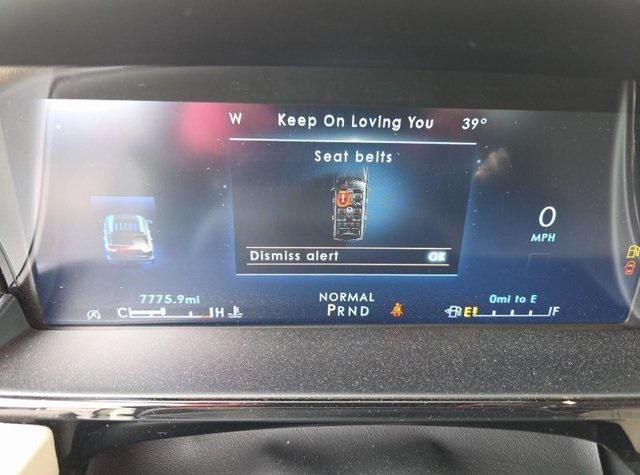 W Keep On Loving You 39°
Seat belts
0
MPH
Dismiss alert OK
7775.9mi NORMAL 0mi to E
C H PRND E F